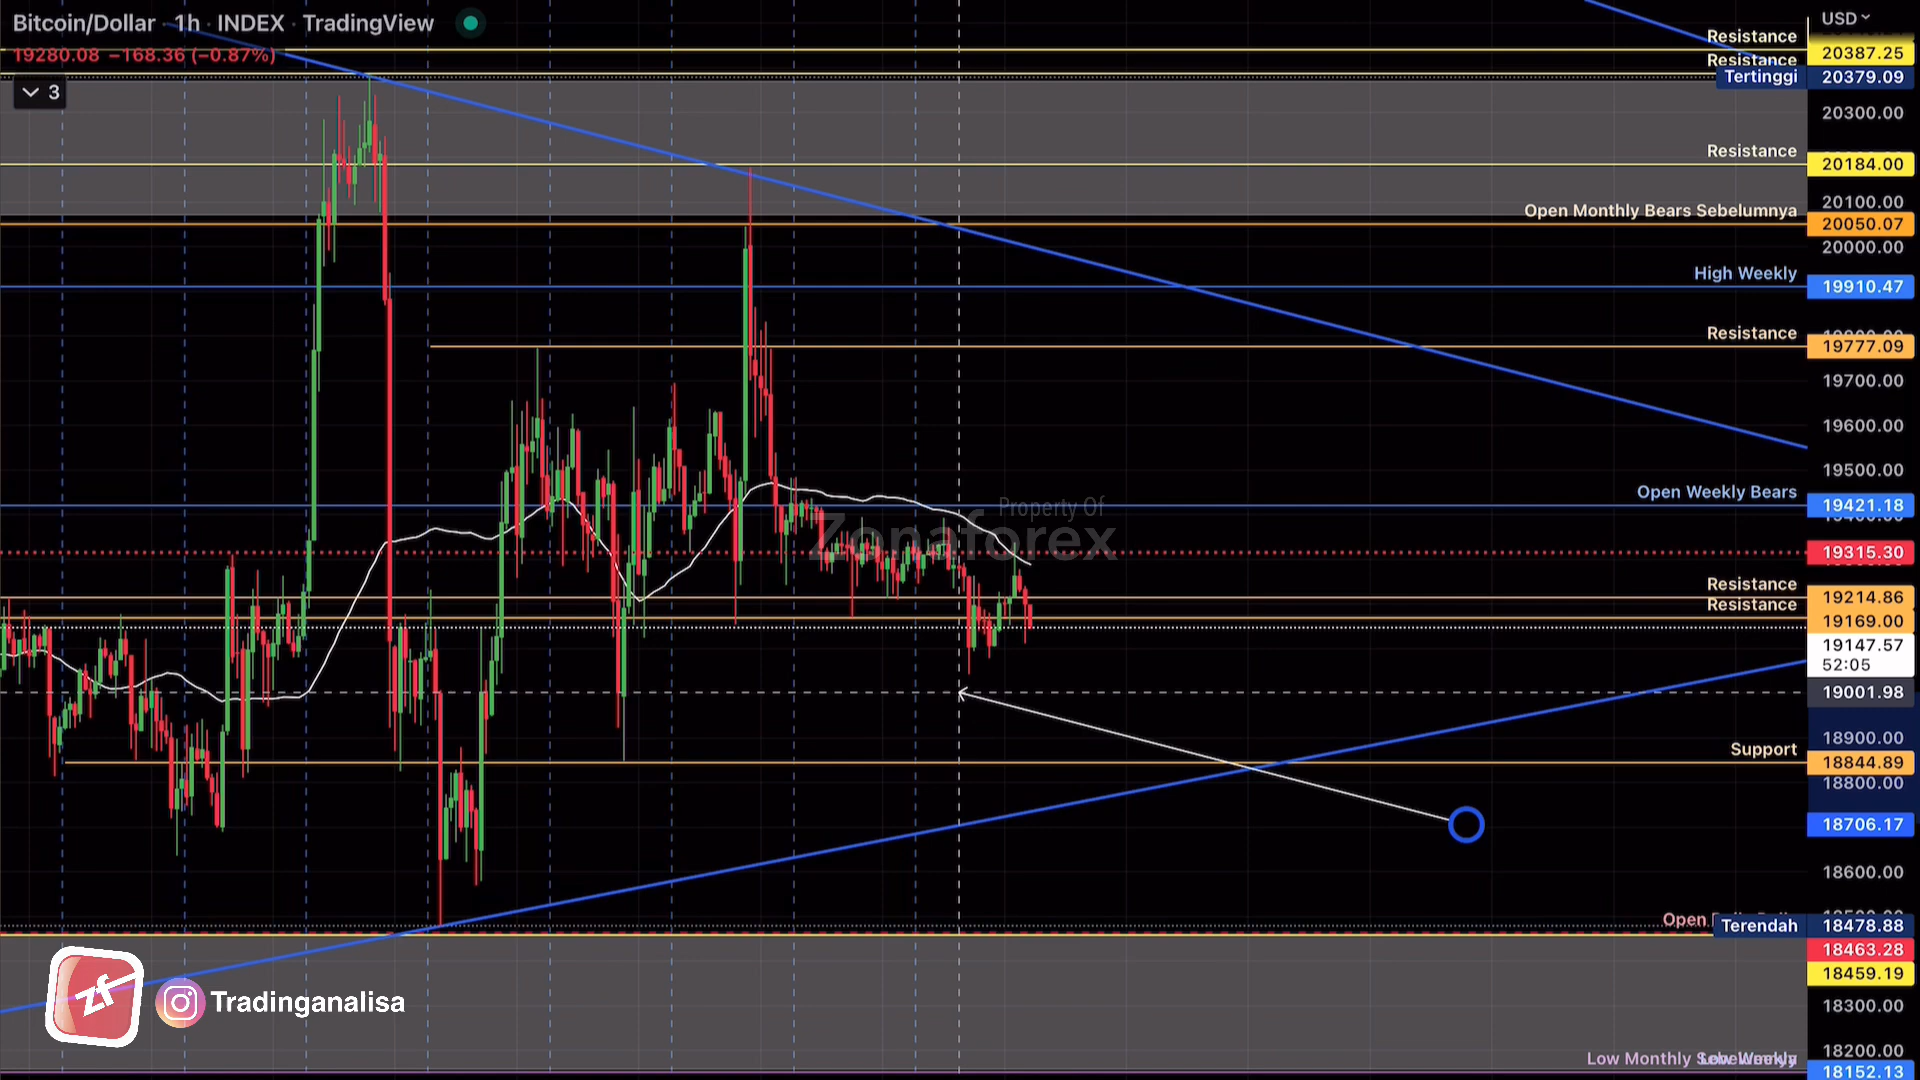 Bitcoin/Dollar · 1h · INDEX · TradingView
USD
19280.08 −168.36 (−0.87%)
3
Resistance
20387.25
Resistance
Tertinggi 20379.09
20300.00
Resistance
20184.00
20100.00
Open Monthly Bears Sebelumnya
20050.07
20000.00
High Weekly
19910.47
Resistance
19777.09
19700.00
19600.00
19500.00
Open Weekly Bears
19421.18
Property Of
Zonaforex
19315.30
Resistance
19214.86
Resistance
19169.00
19147.57
52:05
19001.98
18900.00
Support
18844.89
18800.00
18706.17
18600.00
Open
Terendah 18478.88
18463.28
18459.19
18300.00
zf
Tradinganalisa
18200.00
Low Monthly
18152.13